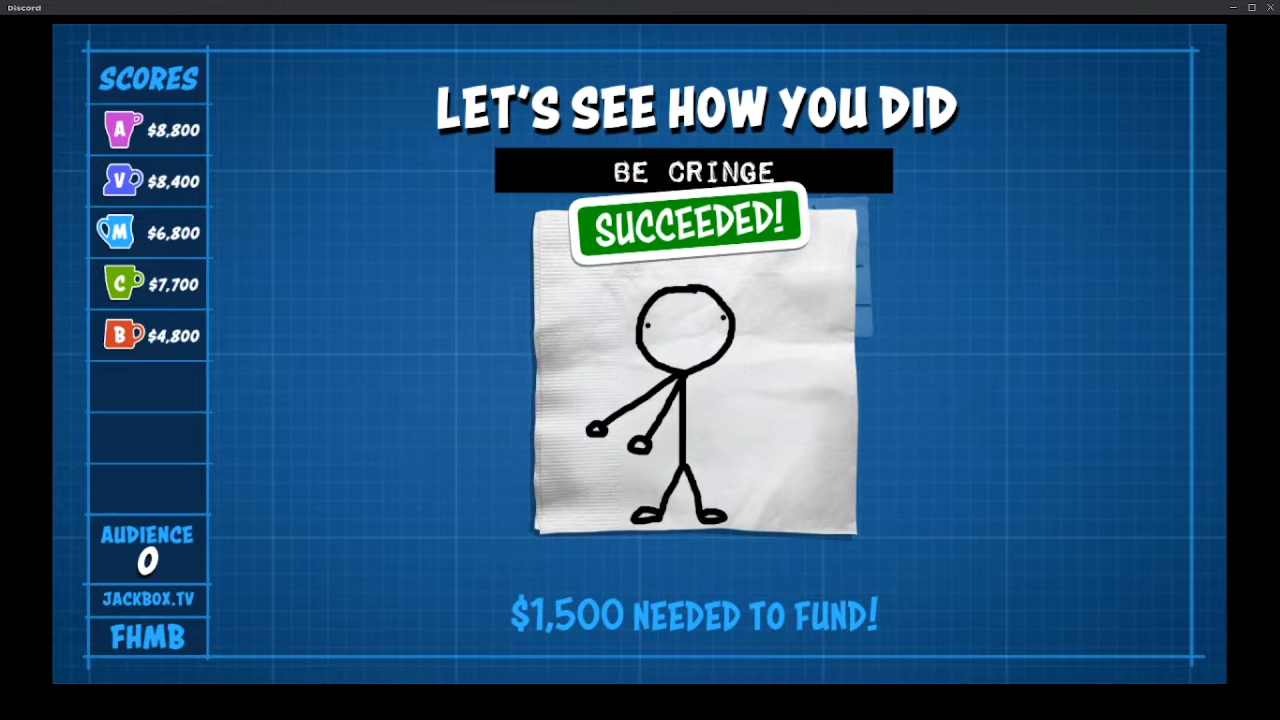 Discord
SCORES
A $8,800
V $8,400
M $6,800
C $7,700
B $4,800
AUDIENCE
0
JACKBOX.TV
FHMB
LET'S SEE HOW YOU DID
BE CRINGE
SUCCEEDED!
$1,500 NEEDED TO FUND!